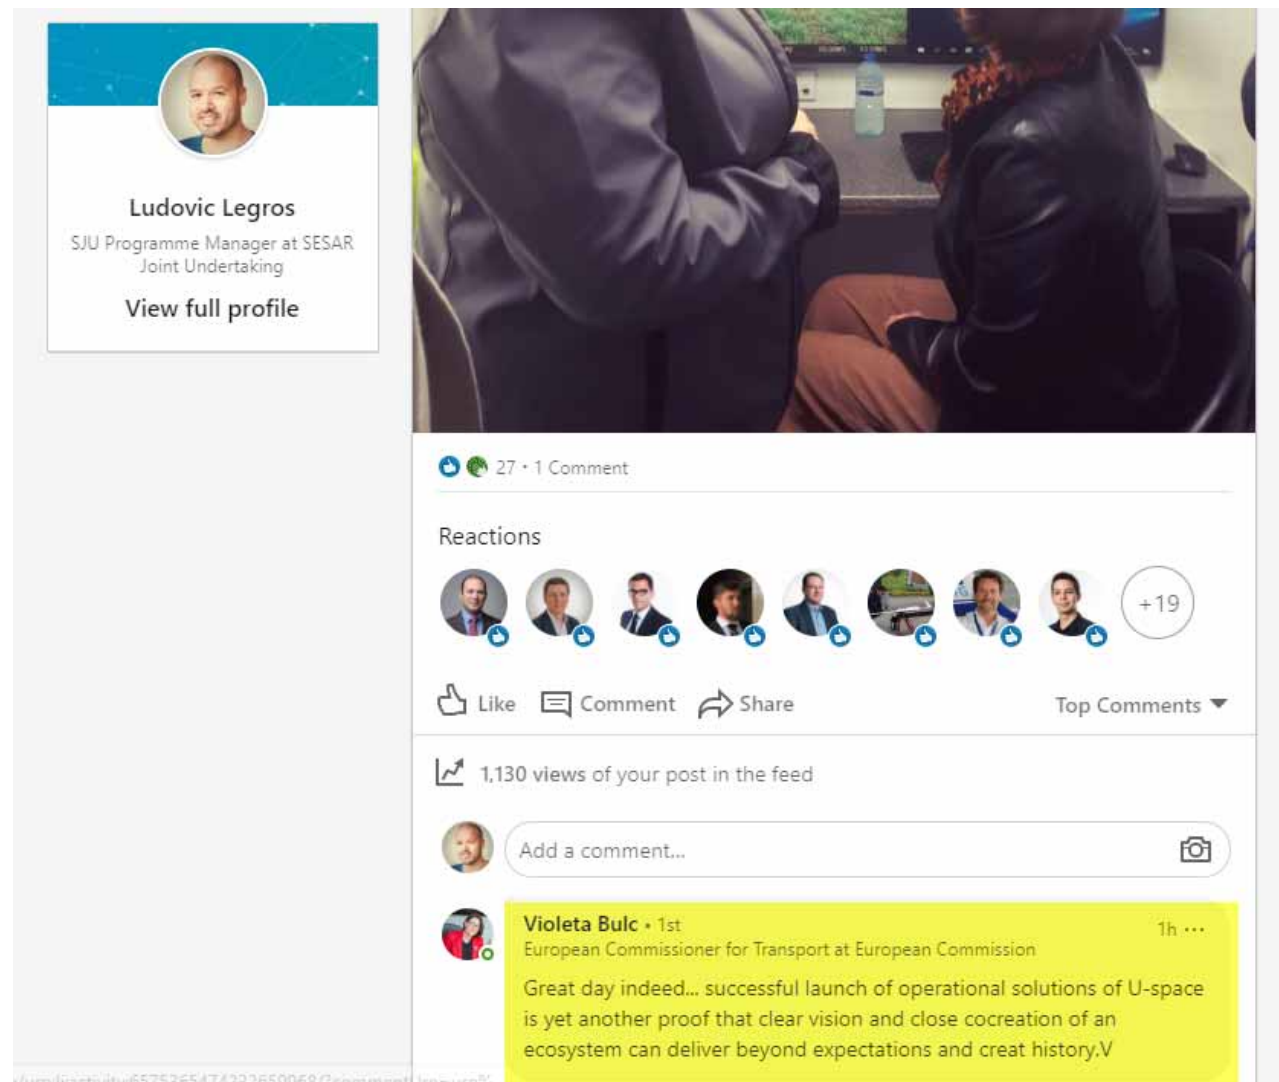 Ludovic Legros
SJU Programme Manager at SESAR
Joint Undertaking
View full profile
27 • 1 Comment
Reactions
+19
Like Comment Share Top Comments
1,130 views of your post in the feed
Add a comment...
Violeta Bulc • 1st 1h ...
European Commissioner for Transport at European Commission
Great day indeed... successful launch of operational solutions of U-space
is yet another proof that clear vision and close cocreation of an
ecosystem can deliver beyond expectations and creat history.V